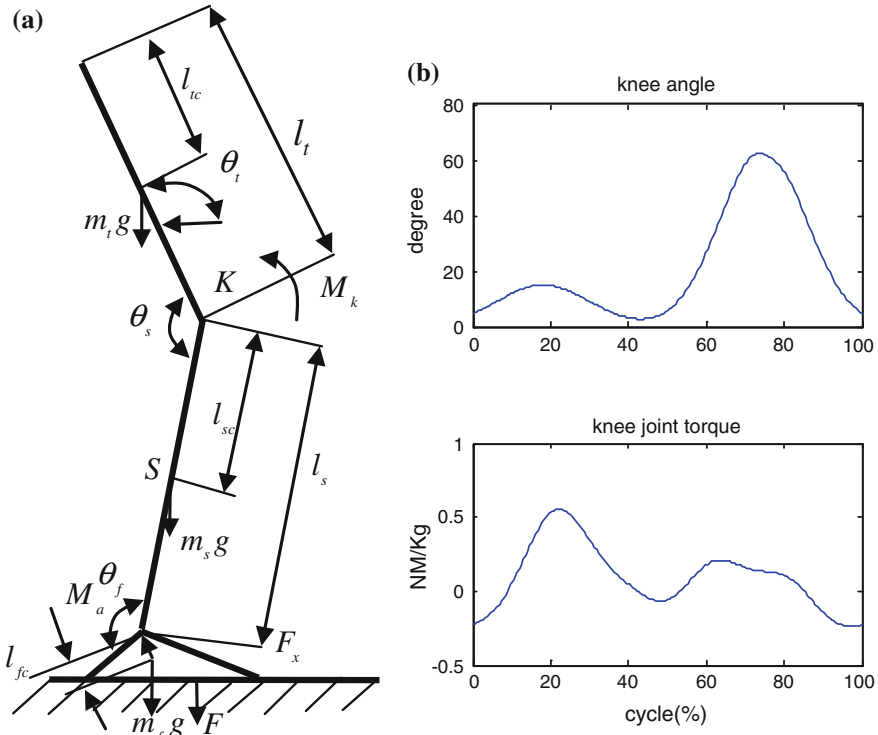 (a)
l_tc
l_t
θ_t
m_t g
K
M_k
θ_s
l_sc
l_s
S
m_s g
M_a
θ_f
F_x
l_fc
m_f g
F
(b)
knee angle
degree
80
60
40
20
0
0 20 40 60 80 100
knee joint torque
NM/Kg
1
0.5
0
-0.5
0 20 40 60 80 100
cycle(%)